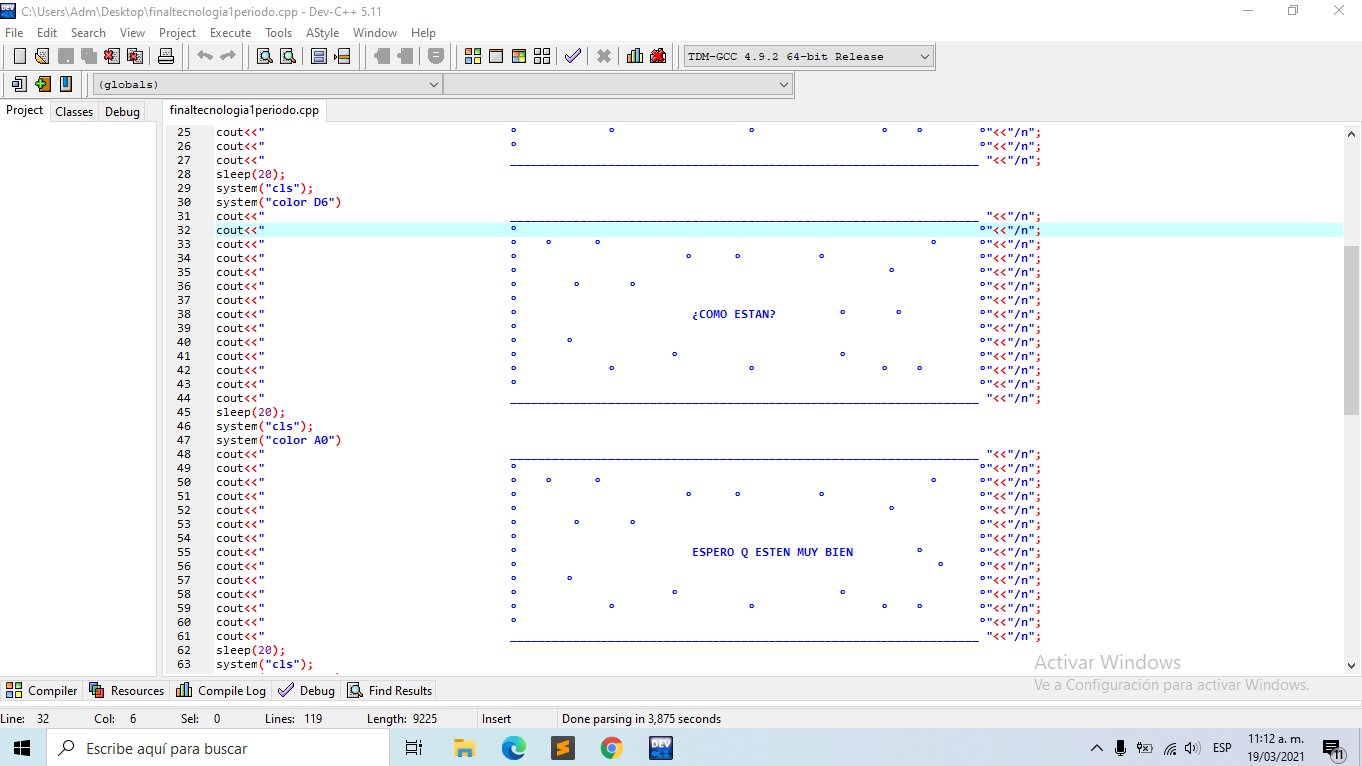 C:\Users\Adm\Desktop\finaltecnologia1periodo.cpp - Dev-C++ 5.11
File Edit Search View Project Execute Tools AStyle Window Help
TDM-GCC 4.9.2 64-bit Release
(globals)
Project Classes Debug finaltecnologia1periodo.cpp
25 cout<<" ° ° ° ° ° °"<<"/n";
26 cout<<" ° °"<<"/n";
27 cout<<" ___________________________________________________________________ "<<"/n";
28 sleep(20);
29 system("cls");
30 system("color D6")
31 cout<<" ___________________________________________________________________ "<<"/n";
32 cout<<" ° °"<<"/n";
33 cout<<" ° ° ° ° °"<<"/n";
34 cout<<" ° ° ° ° °"<<"/n";
35 cout<<" ° ° °"<<"/n";
36 cout<<" ° ° ° °"<<"/n";
37 cout<<" ° °"<<"/n";
38 cout<<" ° ¿COMO ESTAN? ° ° °"<<"/n";
39 cout<<" ° °"<<"/n";
40 cout<<" ° ° °"<<"/n";
41 cout<<" ° ° ° °"<<"/n";
42 cout<<" ° ° ° ° ° °"<<"/n";
43 cout<<" ° °"<<"/n";
44 cout<<" ___________________________________________________________________ "<<"/n";
45 sleep(20);
46 system("cls");
47 system("color A0")
48 cout<<" ___________________________________________________________________ "<<"/n";
49 cout<<" ° °"<<"/n";
50 cout<<" ° ° ° ° °"<<"/n";
51 cout<<" ° ° ° ° °"<<"/n";
52 cout<<" ° ° °"<<"/n";
53 cout<<" ° ° ° °"<<"/n";
54 cout<<" ° °"<<"/n";
55 cout<<" ° ESPERO Q ESTEN MUY BIEN ° °"<<"/n";
56 cout<<" ° ° °"<<"/n";
57 cout<<" ° ° °"<<"/n";
58 cout<<" ° ° ° °"<<"/n";
59 cout<<" ° ° ° ° ° °"<<"/n";
60 cout<<" ° °"<<"/n";
61 cout<<" ___________________________________________________________________ "<<"/n";
62 sleep(20);
63 system("cls");
Activar Windows
Ve a Configuración para activar Windows.
Compiler Resources Compile Log Debug Find Results
Line: 32 Col: 6 Sel: 0 Lines: 119 Length: 9225 Insert Done parsing in 3,875 seconds
Escribe aquí para buscar
DEV
ESP
11:12 a. m.
19/03/2021
11